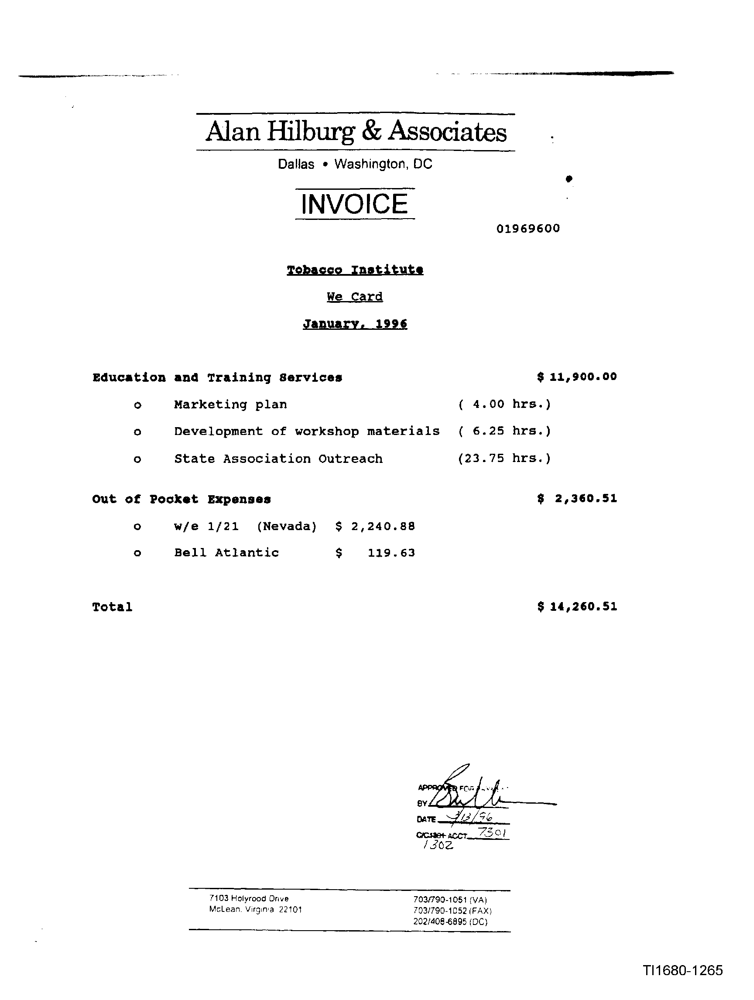 Alan Hilburg & Associates
Dallas • Washington, DC
INVOICE
01969600
Tobacco Institute
We Card
January, 1996
Education and Training Services $ 11,900.00
o Marketing plan ( 4.00 hrs.)
o Development of workshop materials ( 6.25 hrs.)
o State Association Outreach (23.75 hrs.)
Out of Pocket Expenses $ 2,360.51
o w/e 1/21 (Nevada) $ 2,240.88
o Bell Atlantic $ 119.63
Total $ 14,260.51
APPROVED FOR
BY
DATE /13/96
ACCT. 7301
1302
7103 Holyrood Drive
McLean, Virginia 22101
703/790-1051 (VA)
703/790-1052 (FAX)
202/408-6895 (DC)
TI1680-1265